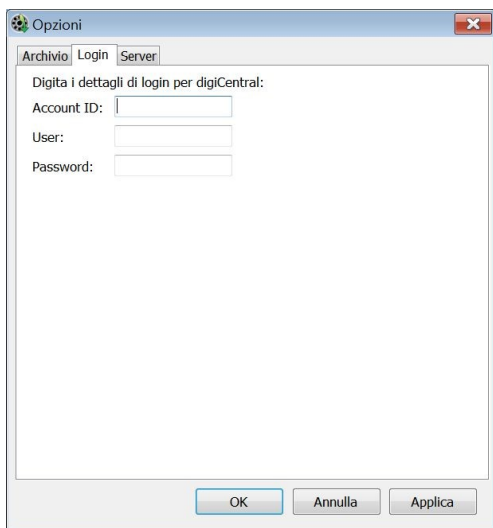 Opzioni
Archivio Login Server
Digita i dettagli di login per digiCentral:
Account ID:
User:
Password:
OK Annulla Applica